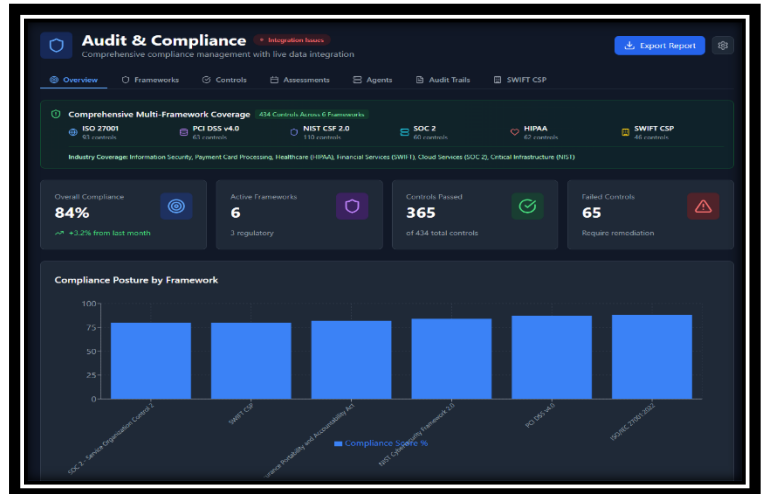 Audit & Compliance
Integration Issues
Comprehensive compliance management with live data integration
Export Report
Overview Frameworks Controls Assessments Agents Audit Trails SWIFT CSP
Comprehensive Multi-Framework Coverage 434 Controls Across 6 Frameworks
ISO 27001 PCI DSS v4.0 NIST CSF 2.0 SOC 2 HIPAA SWIFT CSP
93 controls 63 controls 110 controls 60 controls 62 controls 46 controls
Industry Coverage: Information Security, Payment Card Processing, Healthcare (HIPAA), Financial Services (SWIFT), Cloud Services (SOC 2), Critical Infrastructure (NIST)
Overall Compliance
84%
+3.2% from last month
Active Frameworks
6
3 regulatory
Controls Passed
365
of 434 total controls
Failed Controls
65
Require remediation
Compliance Posture by Framework
100
75
50
25
0
SOC 2 - Service Organization Control 2
SWIFT CSP
urance Portability and Accountability Act
NIST Cybersecurity Framework 2.0
PCI DSS v4.0
ISO/IEC 27001:2022
Compliance Score %